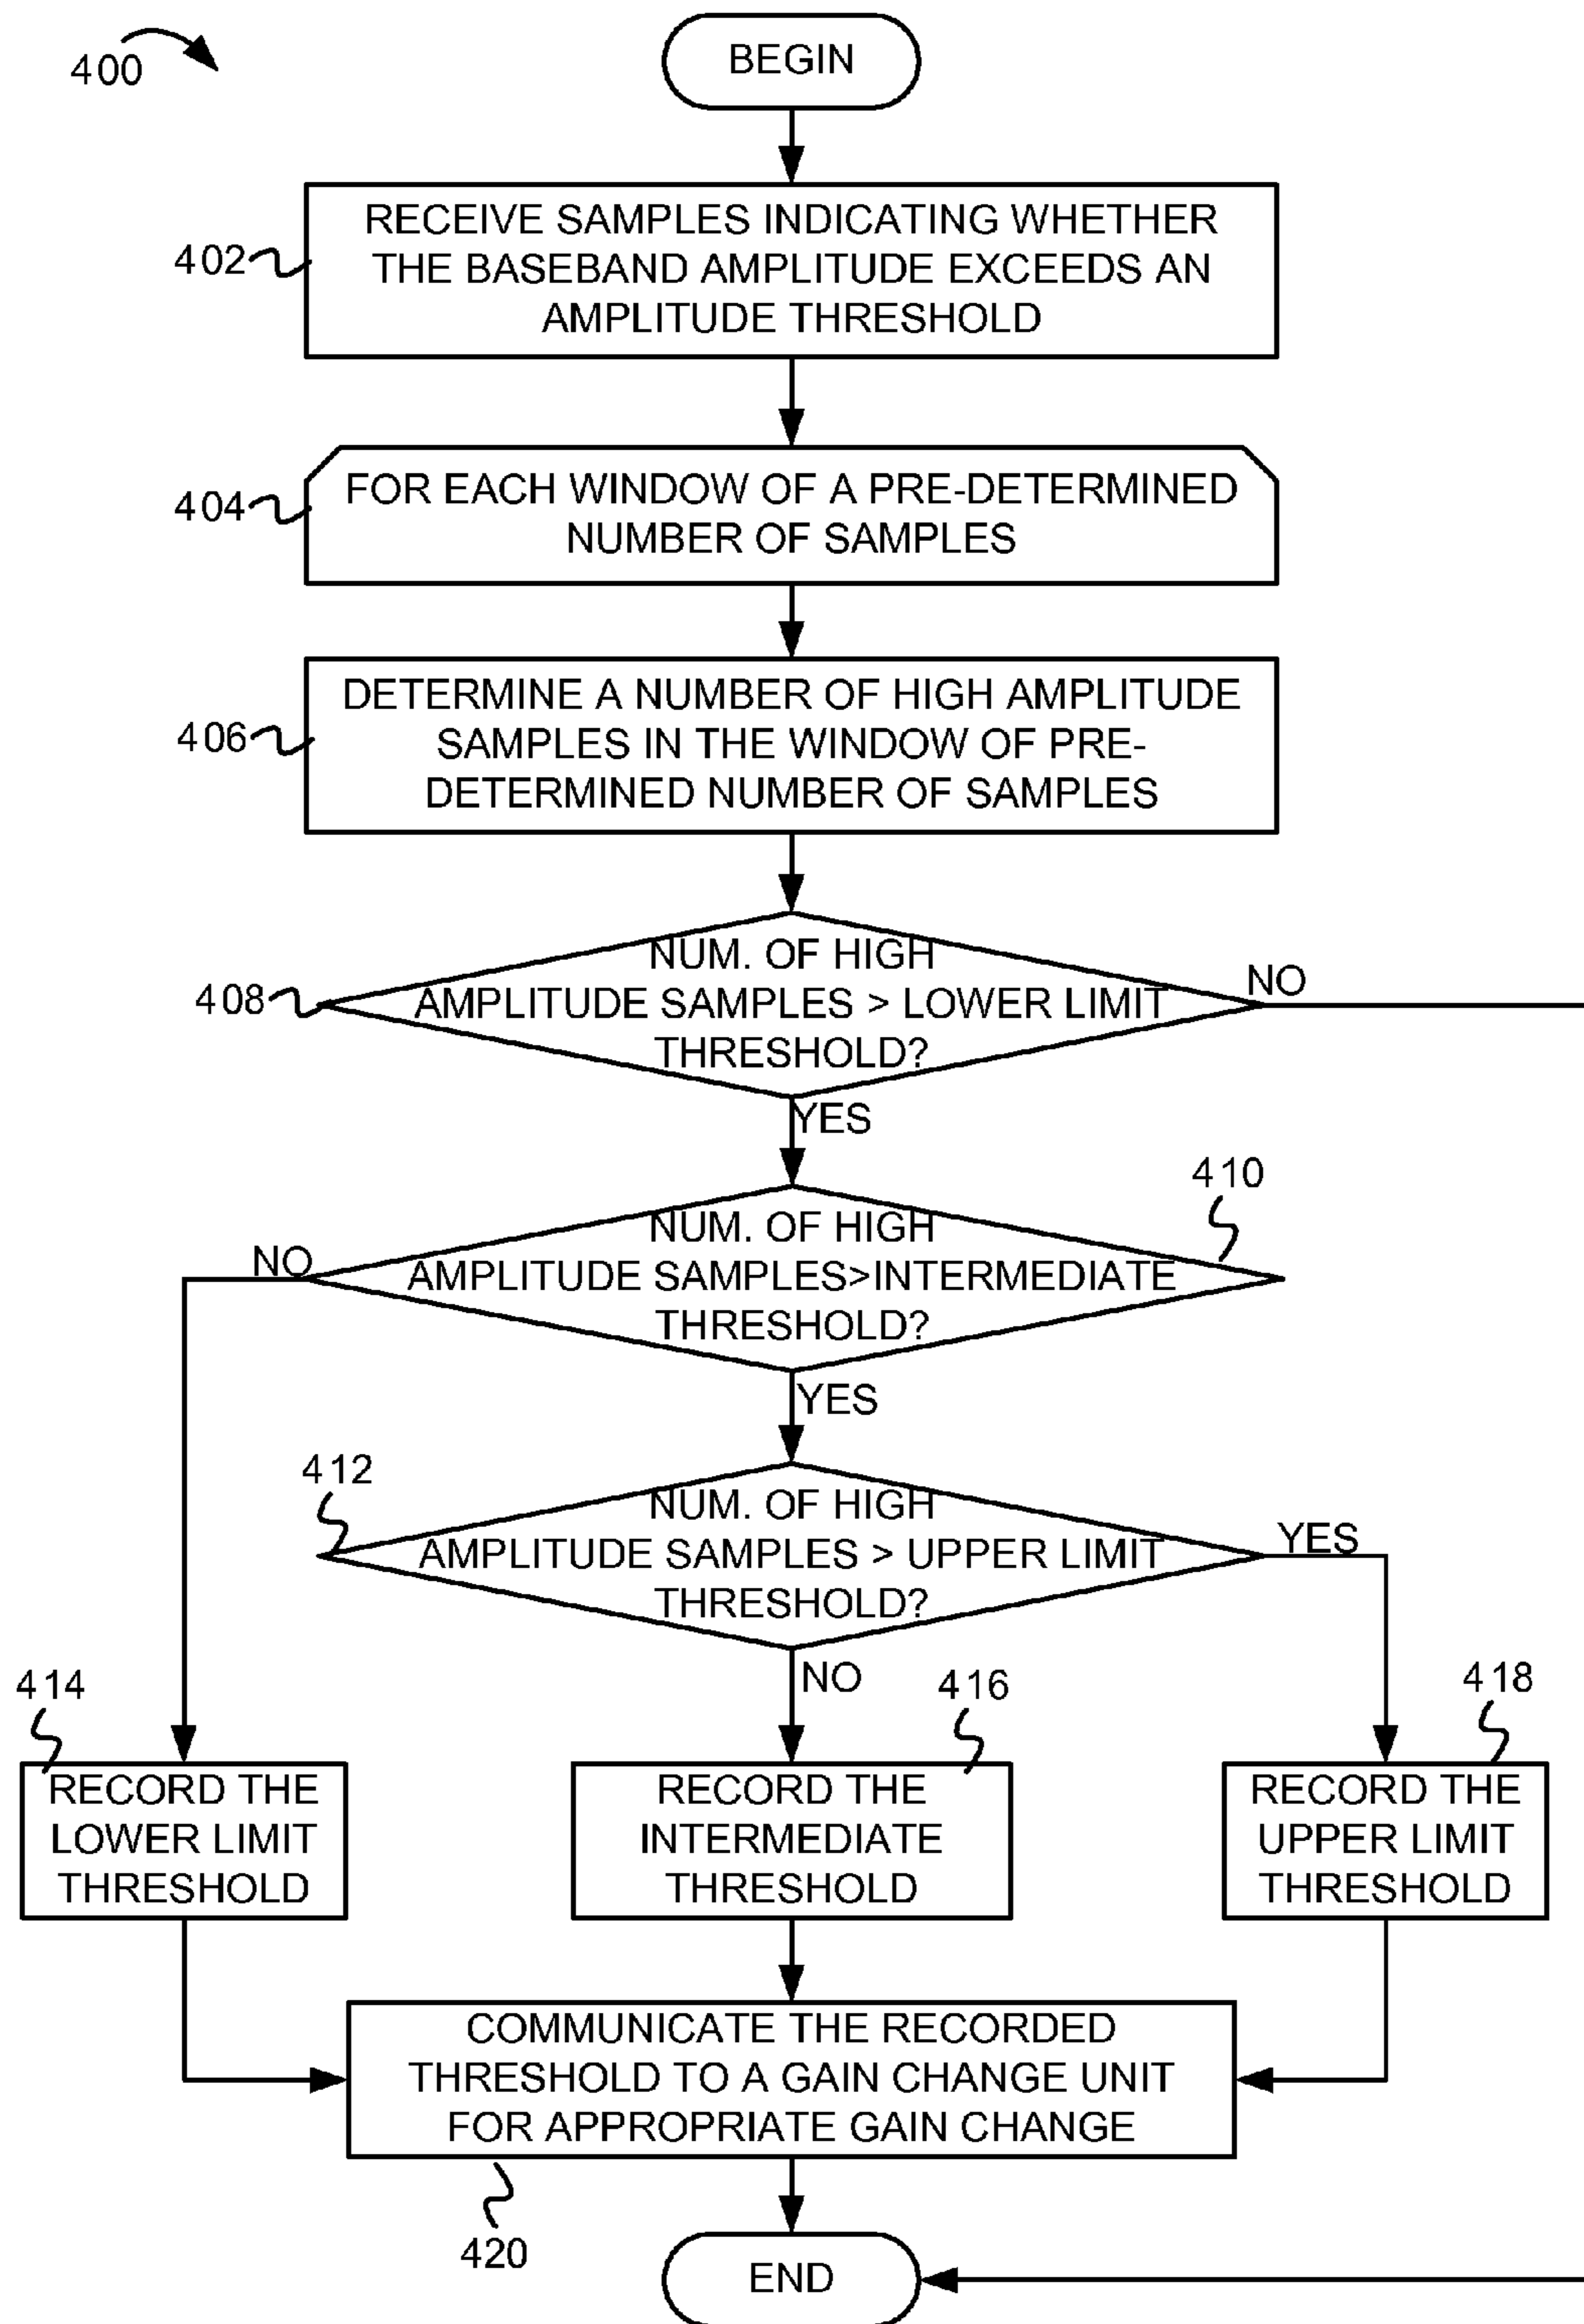 400
BEGIN
402
RECEIVE SAMPLES INDICATING WHETHER
THE BASEBAND AMPLITUDE EXCEEDS AN
AMPLITUDE THRESHOLD
404
FOR EACH WINDOW OF A PRE-DETERMINED
NUMBER OF SAMPLES
406
DETERMINE A NUMBER OF HIGH AMPLITUDE
SAMPLES IN THE WINDOW OF PRE-
DETERMINED NUMBER OF SAMPLES
408
NUM. OF HIGH
AMPLITUDE SAMPLES > LOWER LIMIT
THRESHOLD?
NO
YES
410
NUM. OF HIGH
AMPLITUDE SAMPLES>INTERMEDIATE
THRESHOLD?
NO
YES
412
NUM. OF HIGH
AMPLITUDE SAMPLES > UPPER LIMIT
THRESHOLD?
YES
NO
414
RECORD THE
LOWER LIMIT
THRESHOLD
416
RECORD THE
INTERMEDIATE
THRESHOLD
418
RECORD THE
UPPER LIMIT
THRESHOLD
COMMUNICATE THE RECORDED
THRESHOLD TO A GAIN CHANGE UNIT
FOR APPROPRIATE GAIN CHANGE
420
END